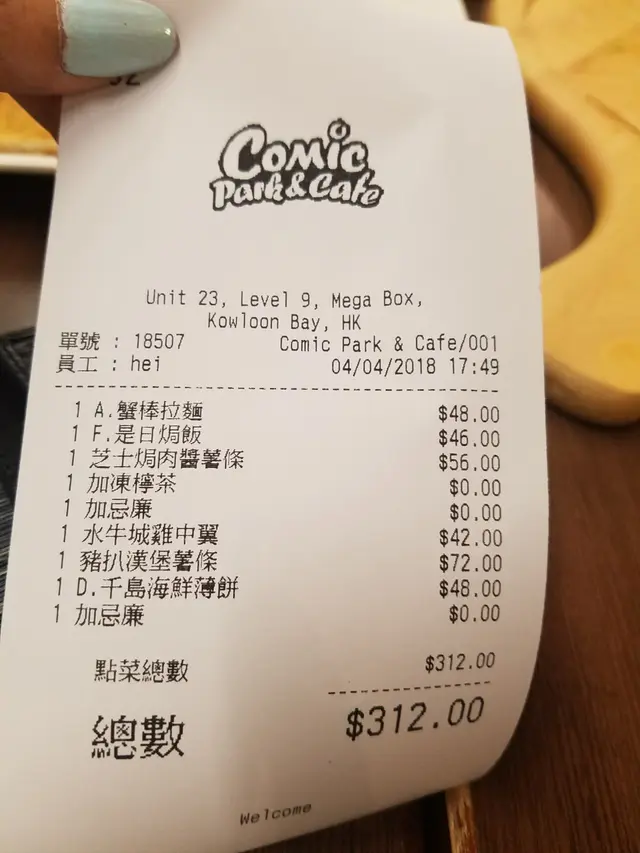 Comic
Park & Cafe
Unit 23, Level 9, Mega Box,
Kowloon Bay, HK
單號 : 18507 Comic Park & Cafe/001
員工 : hei 04/04/2018 17:49
1 A.蟹棒拉麵 $48.00
1 F.是日焗飯 $46.00
1 芝士焗肉醬薯條 $56.00
1 加凍檸茶 $0.00
1 加忌廉 $0.00
1 水牛城雞中翼 $42.00
1 豬扒漢堡薯條 $72.00
1 D.千島海鮮薄餅 $48.00
1 加忌廉 $0.00
點菜總數 $312.00
總數 $312.00
Welcome